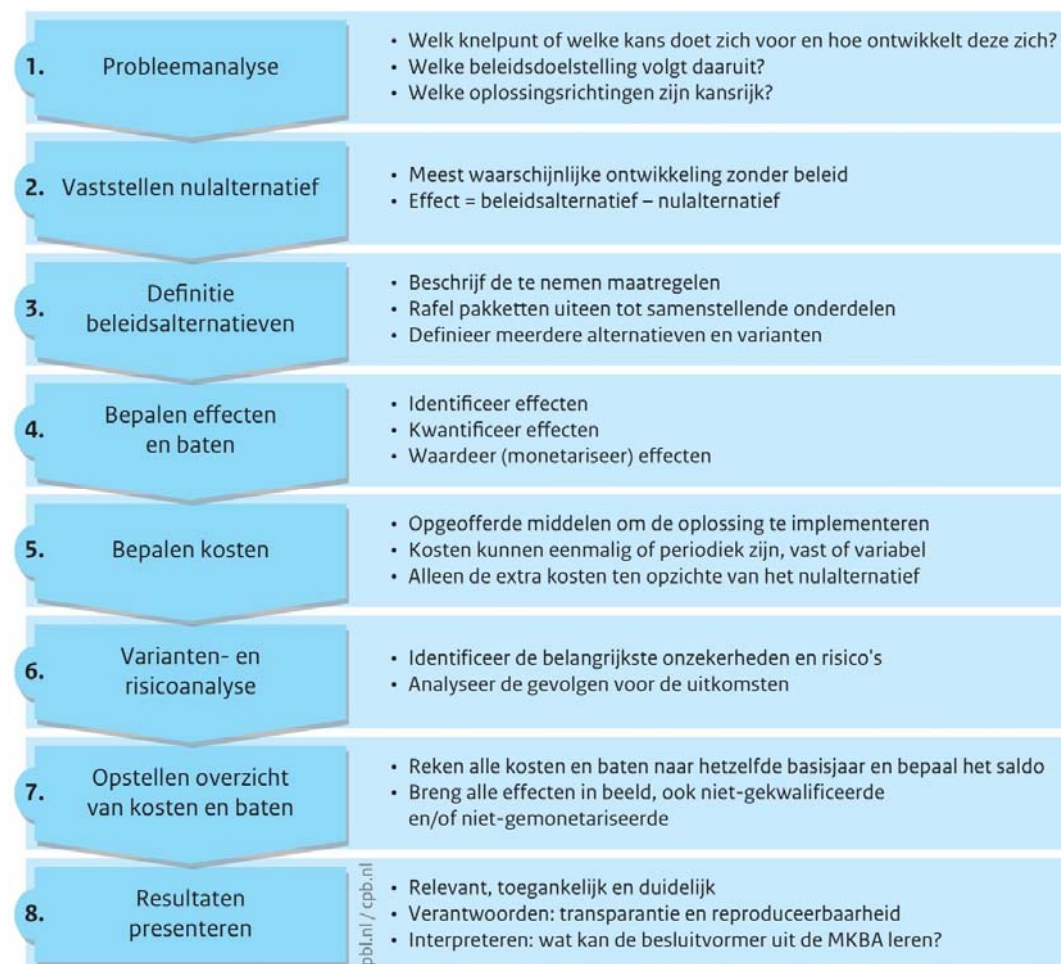 1. Probleemanalyse
• Welk knelpunt of welke kans doet zich voor en hoe ontwikkelt deze zich?
• Welke beleidsdoelstelling volgt daaruit?
• Welke oplossingsrichtingen zijn kansrijk?
2. Vaststellen nulalternatief
• Meest waarschijnlijke ontwikkeling zonder beleid
• Effect = beleidsalternatief – nulalternatief
3. Definitie
beleidsalternatieven
• Beschrijf de te nemen maatregelen
• Rafel pakketten uiteen tot samenstellende onderdelen
• Definieer meerdere alternatieven en varianten
4. Bepalen effecten
en baten
• Identificeer effecten
• Kwantificeer effecten
• Waardeer (monetariseer) effecten
5. Bepalen kosten
• Opgeofferde middelen om de oplossing te implementeren
• Kosten kunnen eenmalig of periodiek zijn, vast of variabel
• Alleen de extra kosten ten opzichte van het nulalternatief
6. Varianten- en
risicoanalyse
• Identificeer de belangrijkste onzekerheden en risico's
• Analyseer de gevolgen voor de uitkomsten
7. Opstellen overzicht
van kosten en baten
• Reken alle kosten en baten naar hetzelfde basisjaar en bepaal het saldo
• Breng alle effecten in beeld, ook niet-gekwalificeerde
en/of niet-gemonetariseerde
8. Resultaten
presenteren
• Relevant, toegankelijk en duidelijk
• Verantwoorden: transparantie en reproduceerbaarheid
• Interpreteren: wat kan de besluitvormer uit de MKBA leren?
pbl.nl / cpb.nl